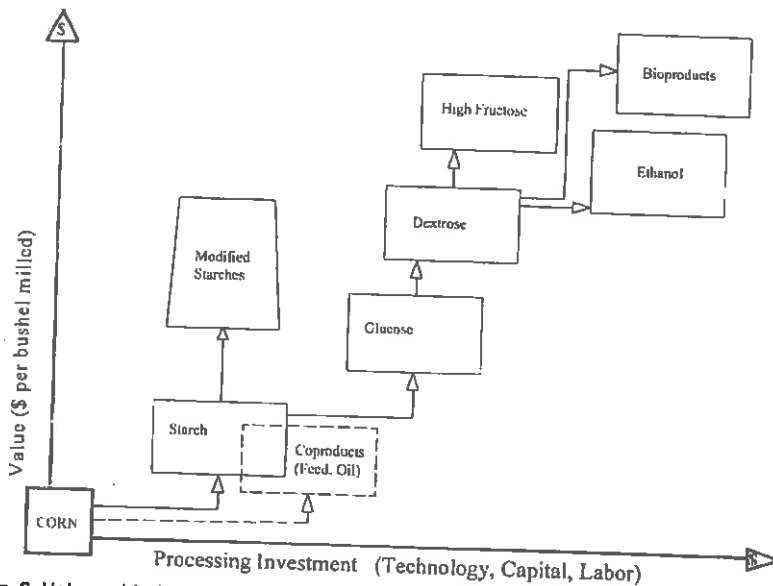 $
Bioproducts
High Fructose
Ethanol
Dextrose
Modified
Starches
Glucose
Value ($ per bushel milled)
Starch
Coproducts
(Feed, Oil)
CORN
$
Processing Investment (Technology, Capital, Labor)